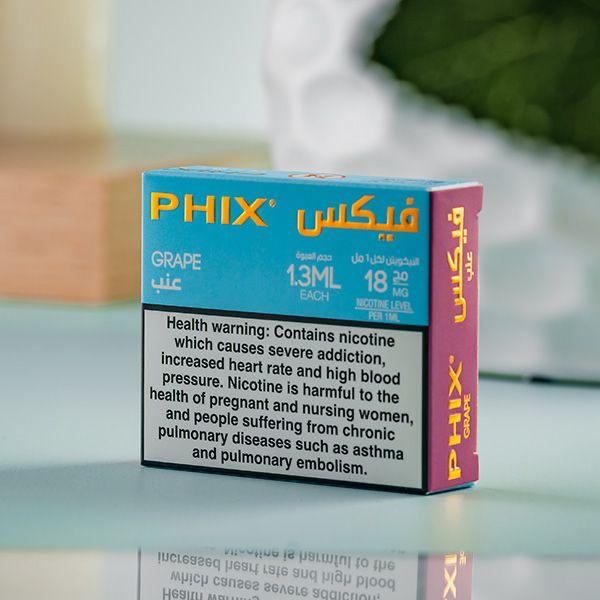 PHIX® فيكس
GRAPE
عنب
حجم العبوة
1.3ML
EACH
النيكوتين لكل 1 مل
18 مج MG
NICOTINE LEVEL
PER 1ML
Health warning: Contains nicotine
which causes severe addiction,
increased heart rate and high blood
pressure. Nicotine is harmful to the
health of pregnant and nursing women,
and people suffering from chronic
pulmonary diseases such as asthma
and pulmonary embolism.
فيكس
عنب
PHIX®
GRAPE